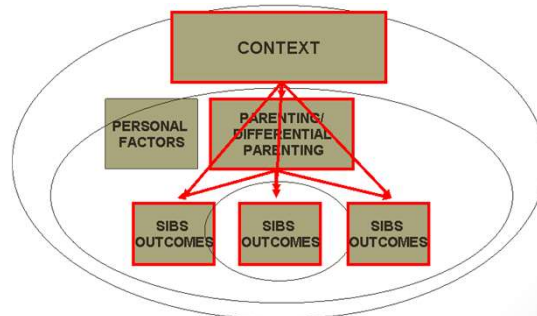 CONTEXT
PERSONAL
FACTORS
PARENTING/
DIFFERENTIAL
PARENTING
SIBS
OUTCOMES
SIBS
OUTCOMES
SIBS
OUTCOMES